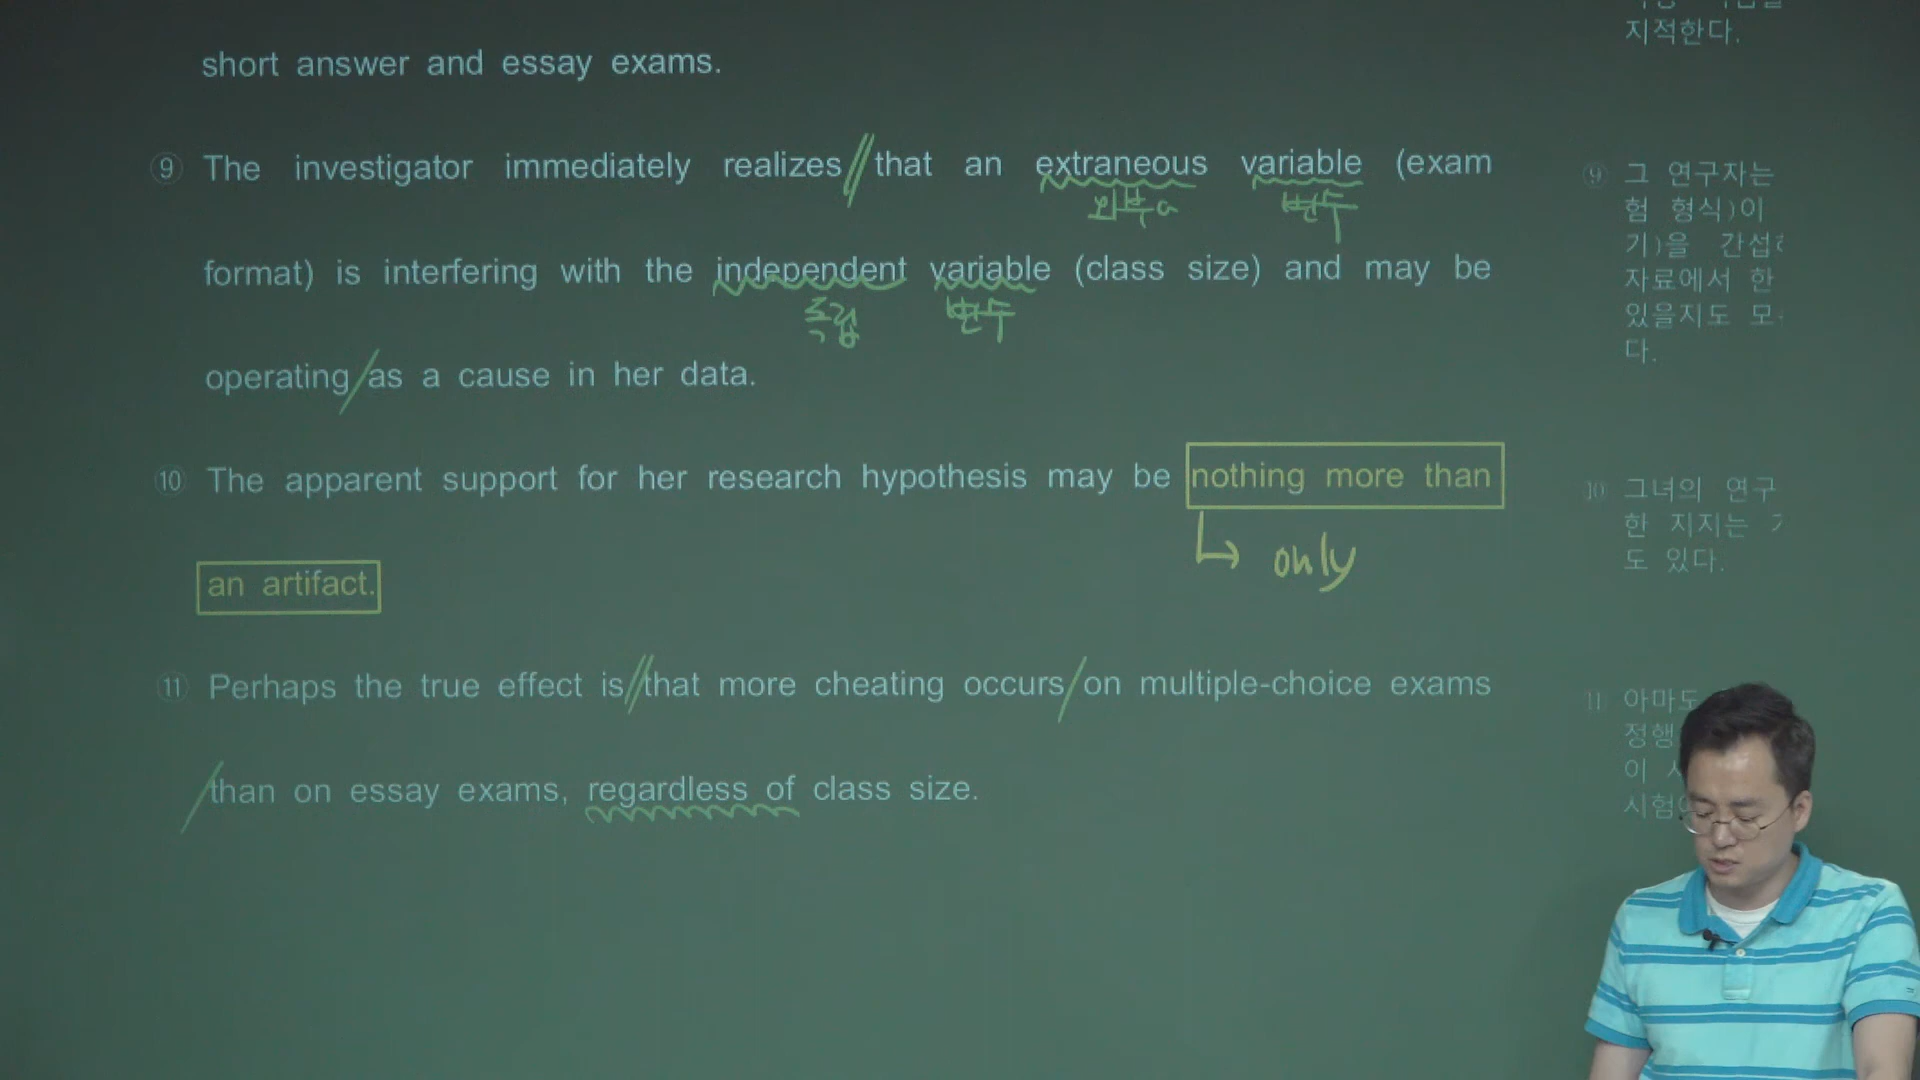 지적한다.
short answer and essay exams.
⑨ The investigator immediately realizes // that an extraneous variable (exam
외부 변수
format) is interfering with the independent variable (class size) and may be
독립 변수
operating / as a cause in her data.
⑩ The apparent support for her research hypothesis may be nothing more than
↳ only
an artifact.
⑪ Perhaps the true effect is // that more cheating occurs / on multiple-choice exams
/ than on essay exams, regardless of class size.
⑨ 그 연구자는
험 형식)이
기)을 간섭
자료에서 한
있을지도 모
다.
10 그녀의 연구
한 지지는
도 있다.
11 아마도
정행
이
시험